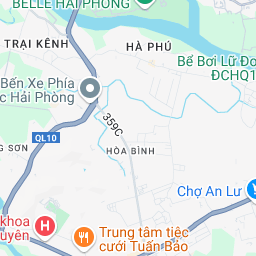 BELLE HẢI PHÒNG
TRẠI KÊNH
HÀ PHÚ
Bể Bơi Lữ Đo
ĐCHQ1
Bến Xe Phía
c Hải Phòng
359C
QL10
G SƠN
HÒA BÌNH
Chợ An Lư
khoa
uyên
H
Trung tâm tiệc
cưới Tuấn Bảo